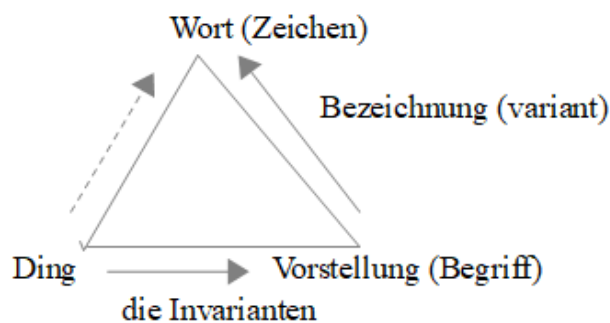 Wort (Zeichen)
Bezeichnung (variant)
Ding
Vorstellung (Begriff)
die Invarianten